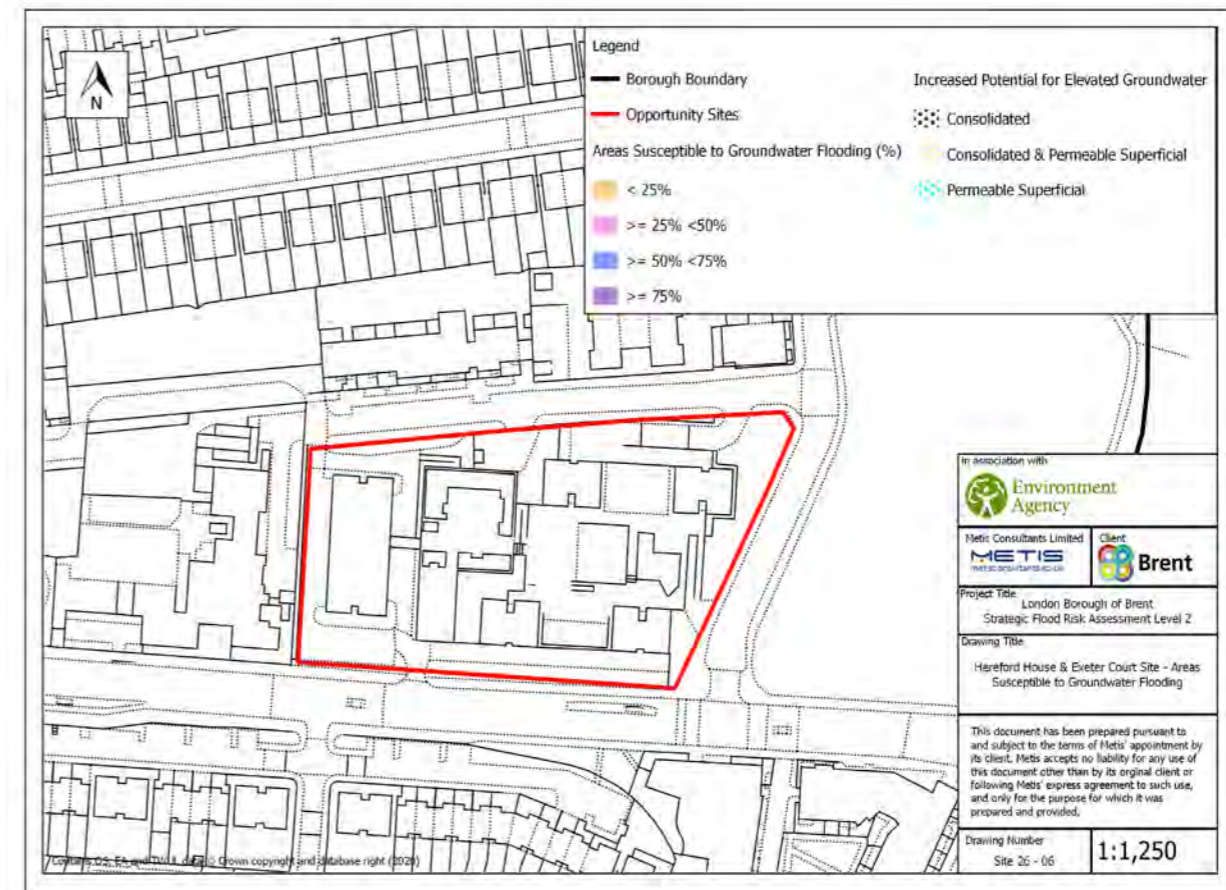 N
Legend
Borough Boundary
Opportunity Sites
Areas Susceptible to Groundwater Flooding (%)
< 25%
>= 25% <50%
>= 50% <75%
>= 75%
Increased Potential for Elevated Groundwater
Consolidated
Consolidated & Permeable Superficial
Permeable Superficial
In association with
Environment
Agency
Metis Consultants Limited
METIS
Client
Brent
Project Title
London Borough of Brent
Strategic Flood Risk Assessment Level 2
Drawing Title
Hereford House & Exeter Court Site - Areas
Susceptible to Groundwater Flooding
This document has been prepared pursuant to
and subject to the terms of Metis' appointment by
its client. Metis accepts no liability for any use of
this document other than by its orginal client or
following Metis' express agreement to such use,
and only for the purpose for which it was
prepared and provided.
Drawing Number
Site 26 - 06
1:1,250
Contains OS, EA and data © Crown copyright and database right (2020)